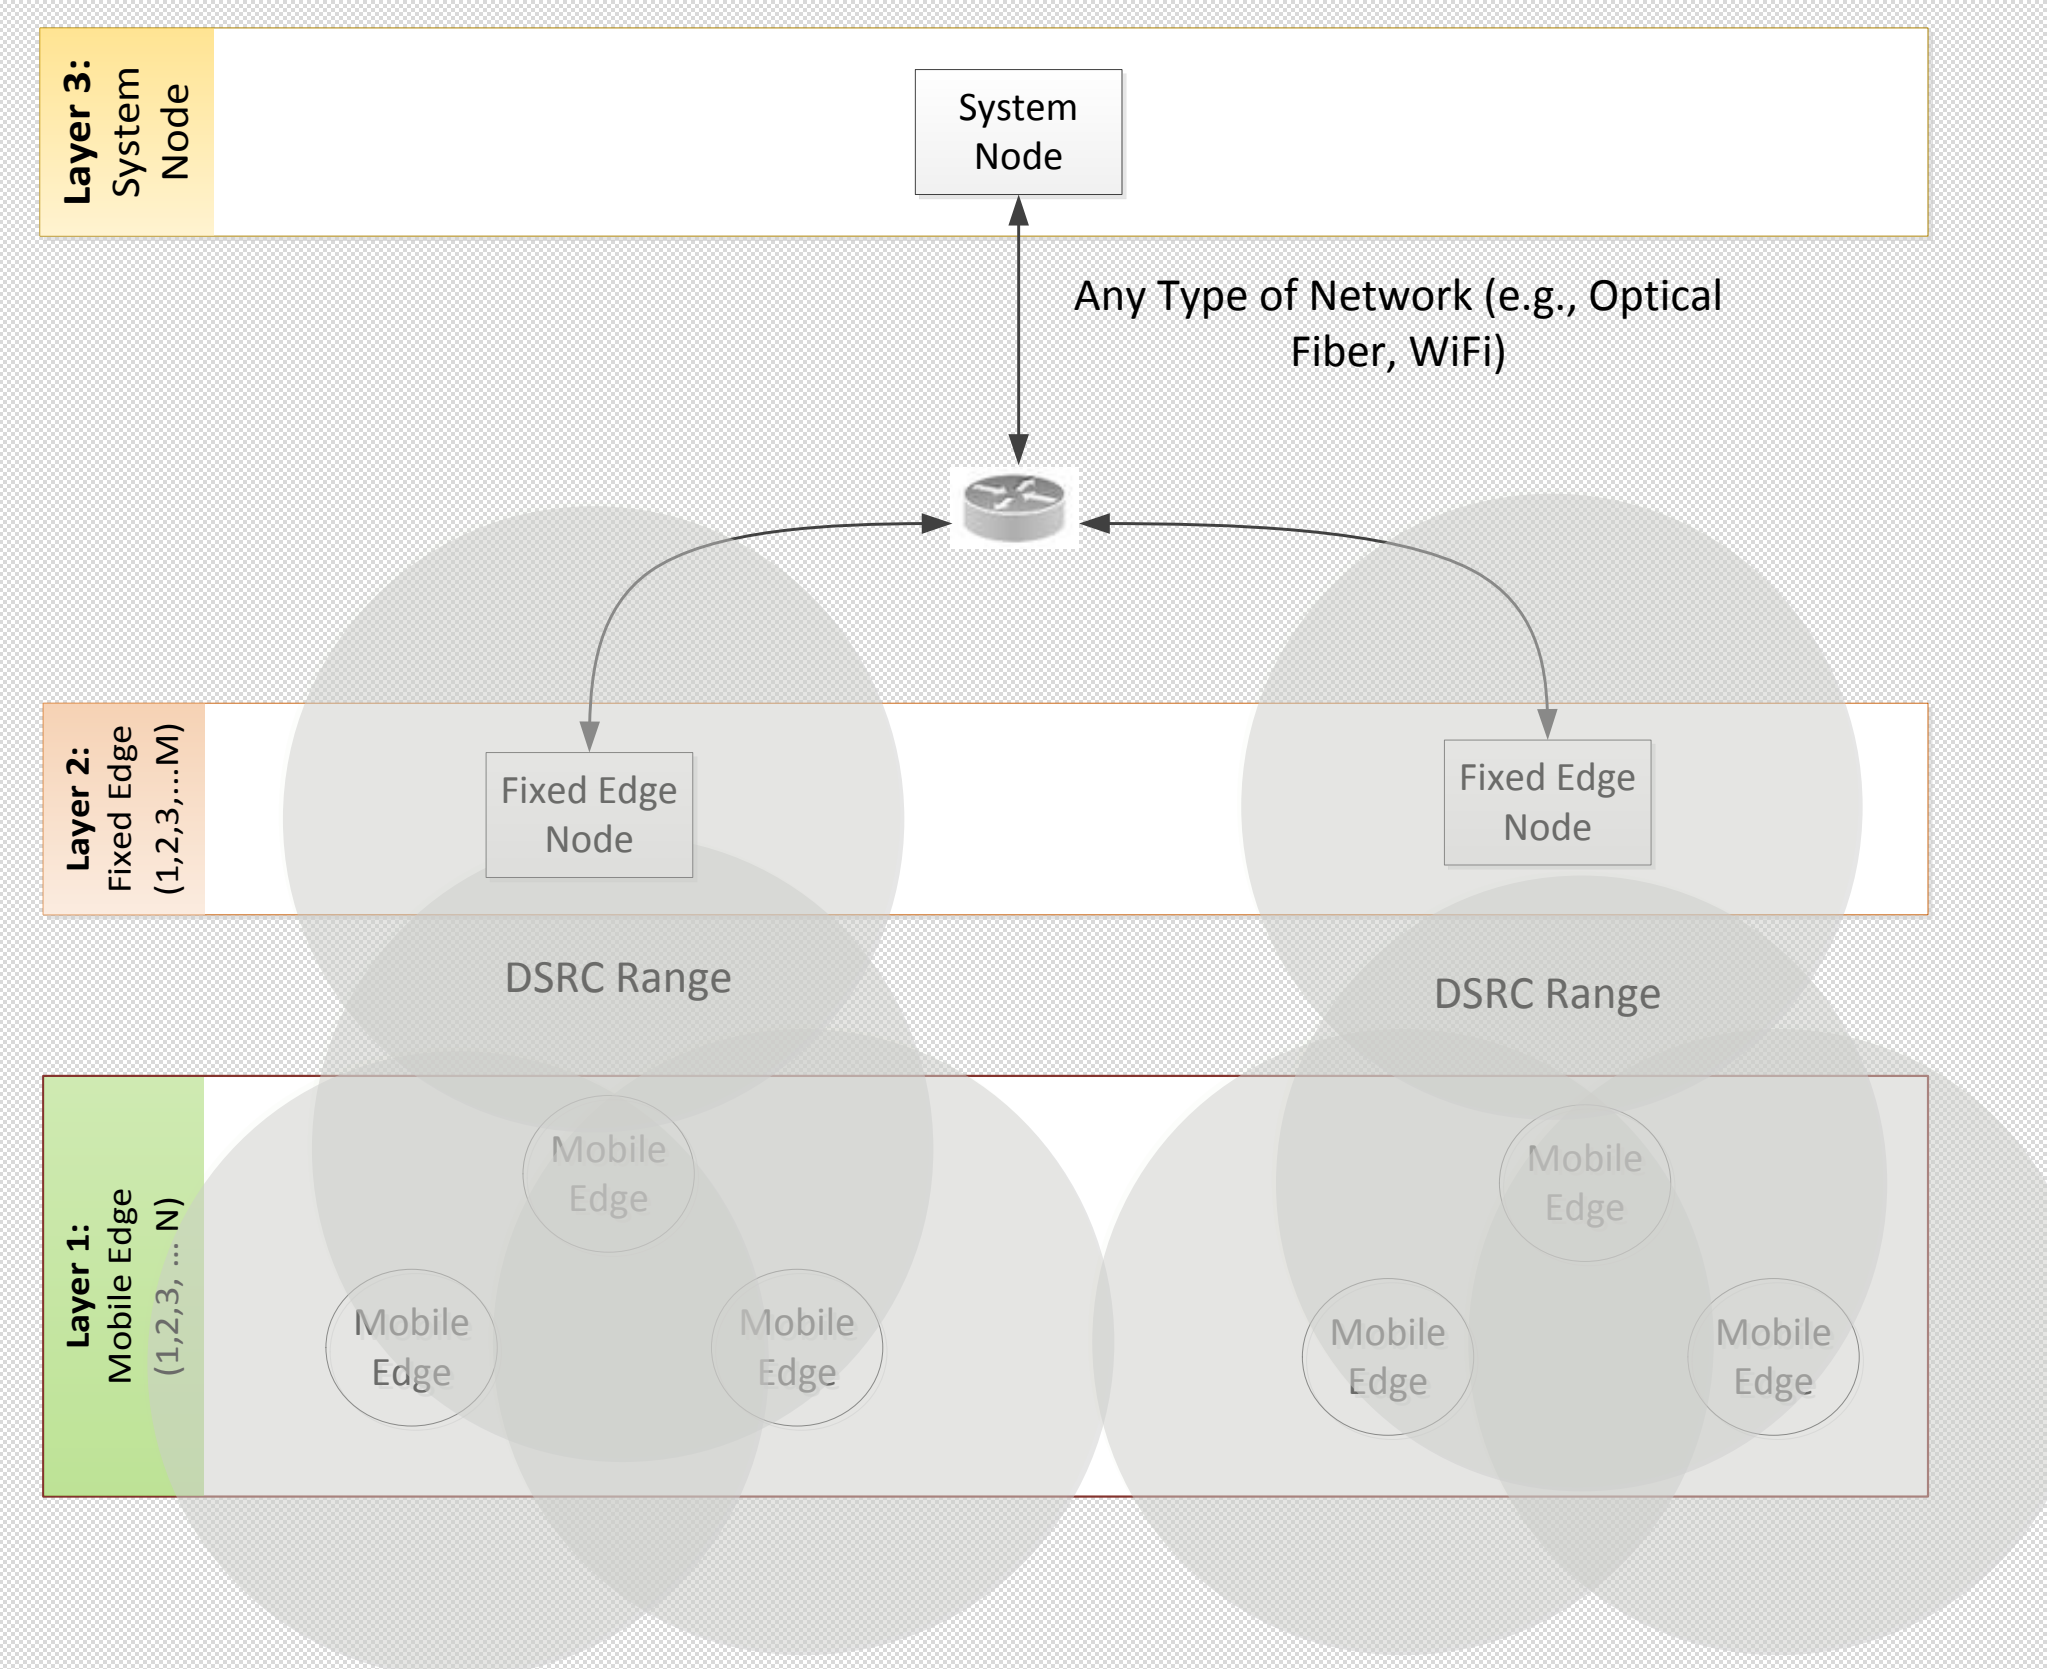 Layer 3:
System
Node
System
Node
Any Type of Network (e.g., Optical
Fiber, WiFi)
Layer 2:
Fixed Edge
(1,2,3,...M)
Fixed Edge
Node
Fixed Edge
Node
DSRC Range
DSRC Range
Layer 1:
Mobile Edge
(1,2,3, ... N)
Mobile
Edge
Mobile
Edge
Mobile
Edge
Mobile
Edge
Mobile
Edge
Mobile
Edge